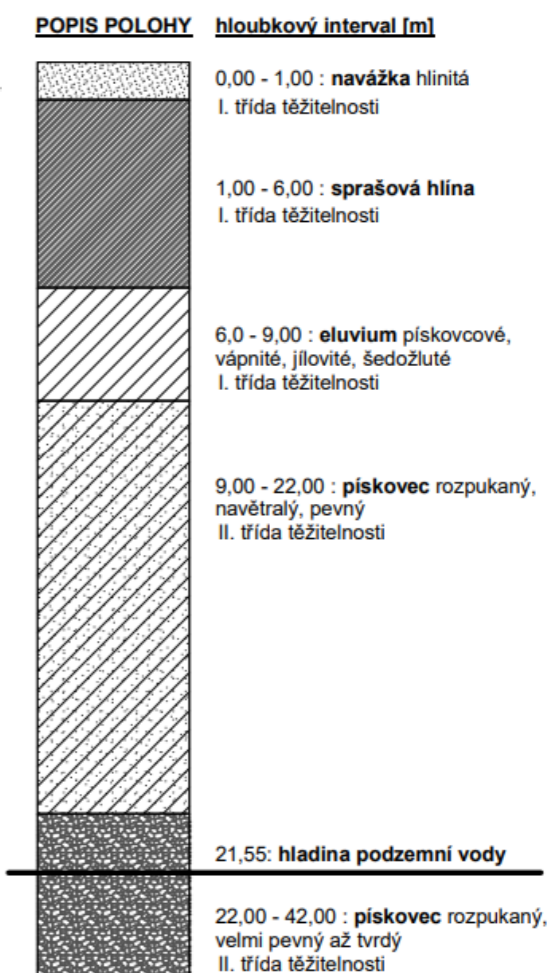 POPIS POLOHY hloubkový interval [m]
0,00 - 1,00 : navážka hlinitá
I. třída těžitelnosti
1,00 - 6,00 : sprašová hlína
I. třída těžitelnosti
6,0 - 9,00 : eluvium pískovcové,
vápnité, jílovité, šedožluté
I. třída těžitelnosti
9,00 - 22,00 : pískovec rozpukaný,
navětralý, pevný
II. třída těžitelnosti
21,55: hladina podzemní vody
22,00 - 42,00 : pískovec rozpukaný,
velmi pevný až tvrdý
II. třída těžitelnosti